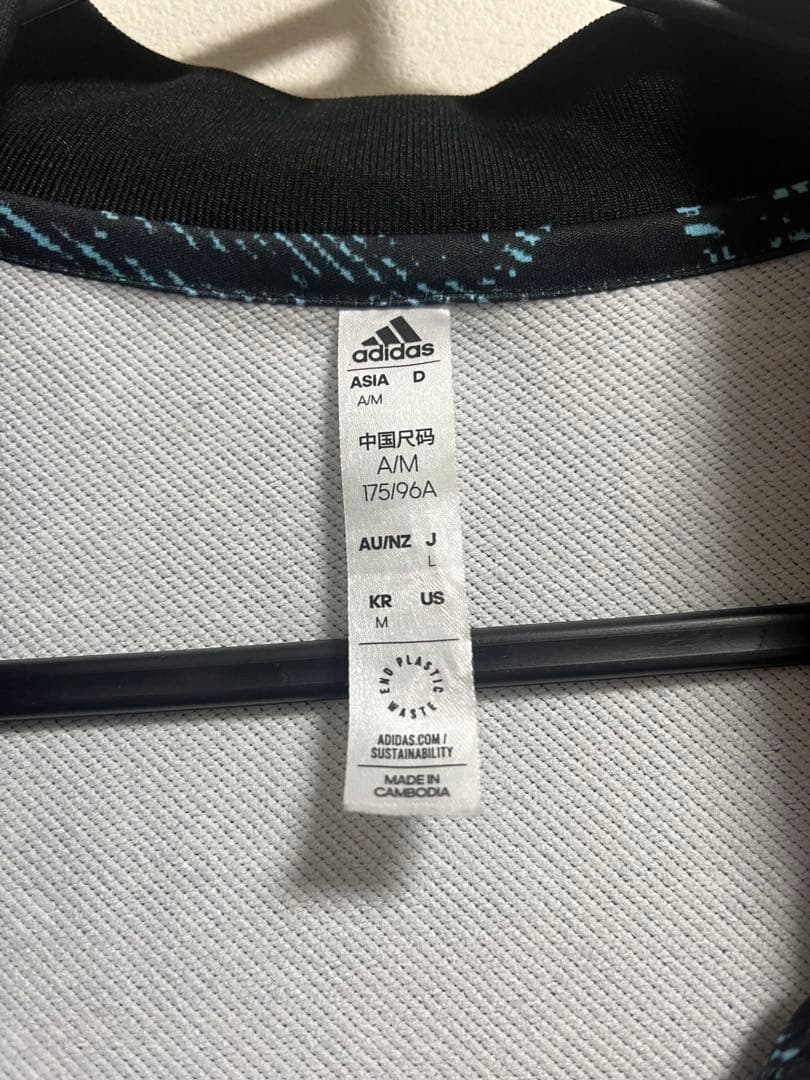 adidas
ASIA D
A/M
中国尺码
A/M
175/96A
AU/NZ J
L
KR US
M
END PLASTIC WASTE
ADIDAS.COM/
SUSTAINABILITY
MADE IN
CAMBODIA